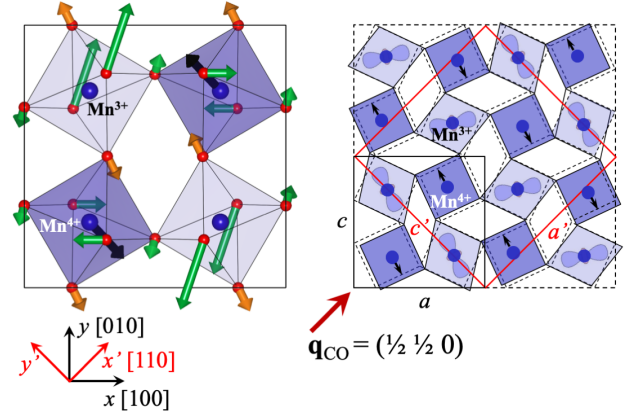 Mn³⁺
Mn⁴⁺
y [010]
y'
x' [110]
x [100]
Mn³⁺
Mn⁴⁺
c
c'
a'
a
q_CO = (½ ½ 0)